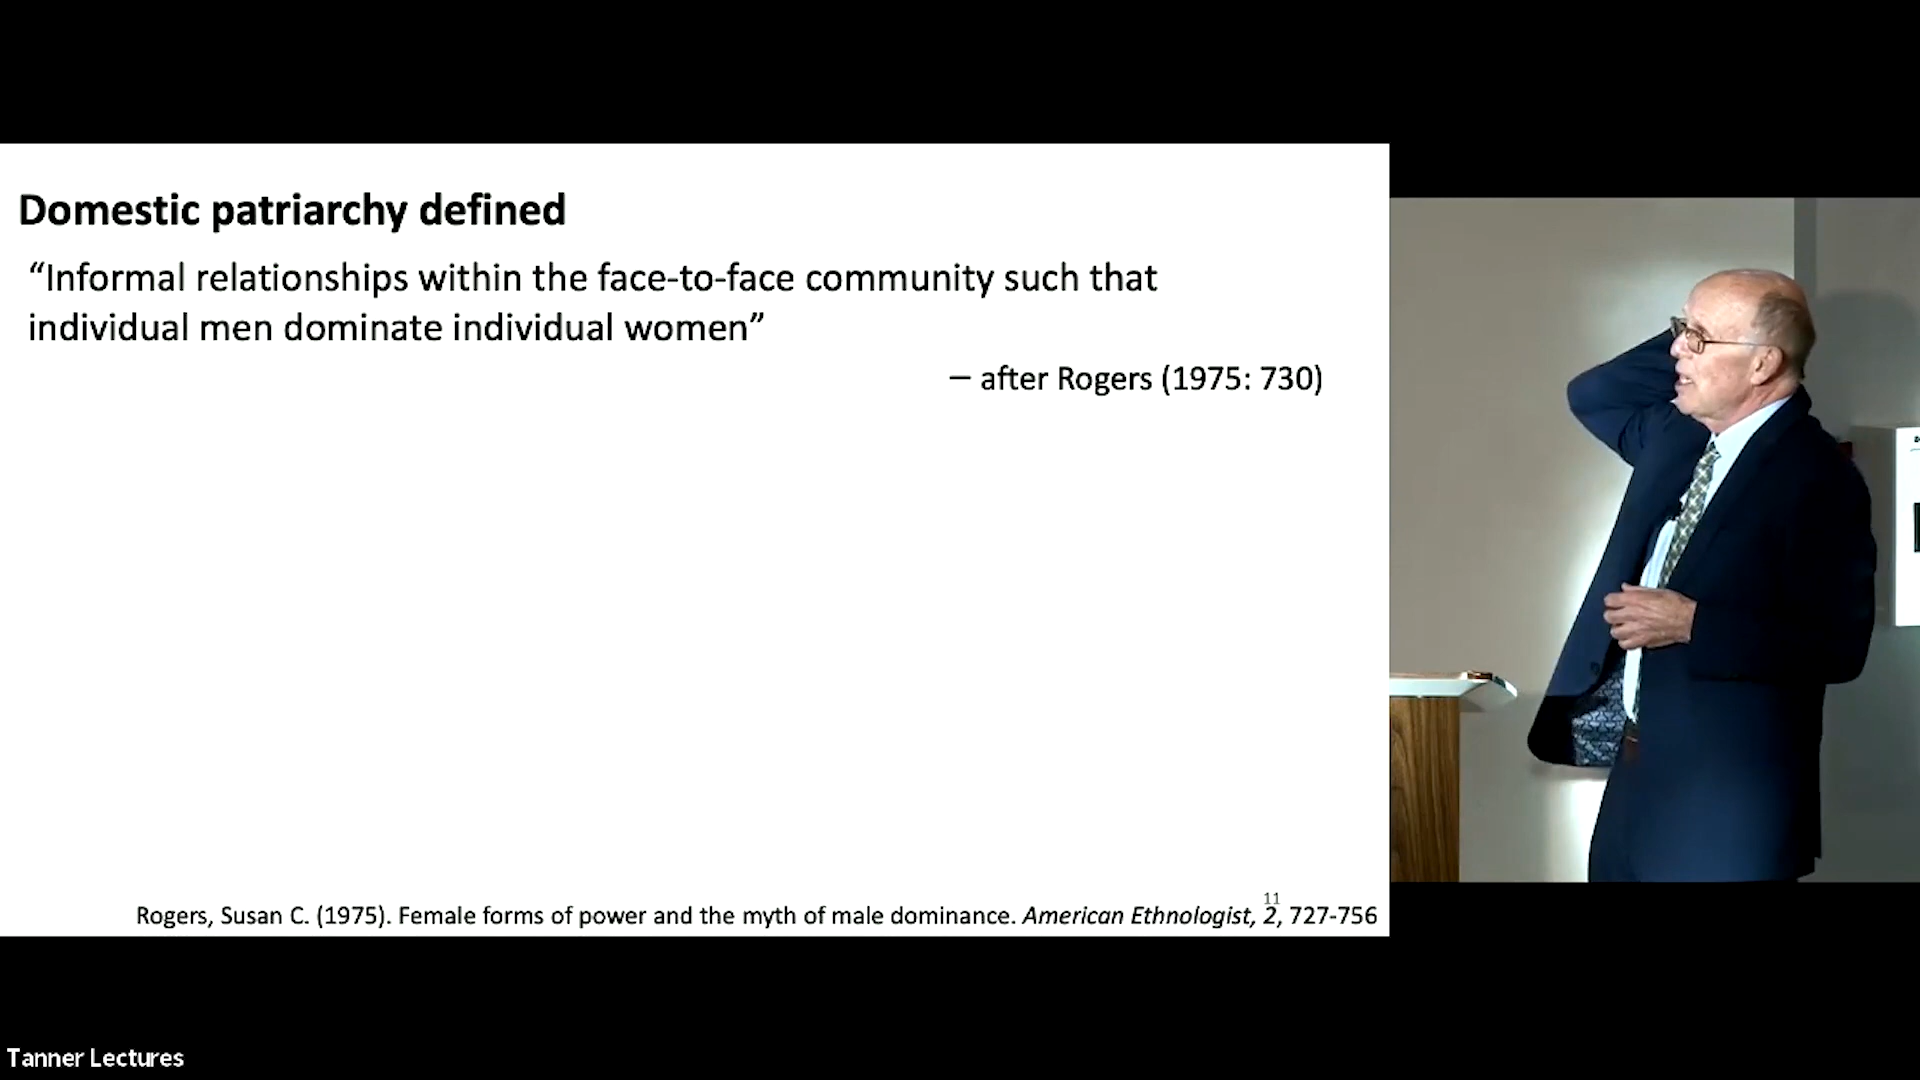 Domestic patriarchy defined
“Informal relationships within the face-to-face community such that
individual men dominate individual women”
– after Rogers (1975: 730)
11
Rogers, Susan C. (1975). Female forms of power and the myth of male dominance. American Ethnologist, 2, 727-756
Tanner Lectures